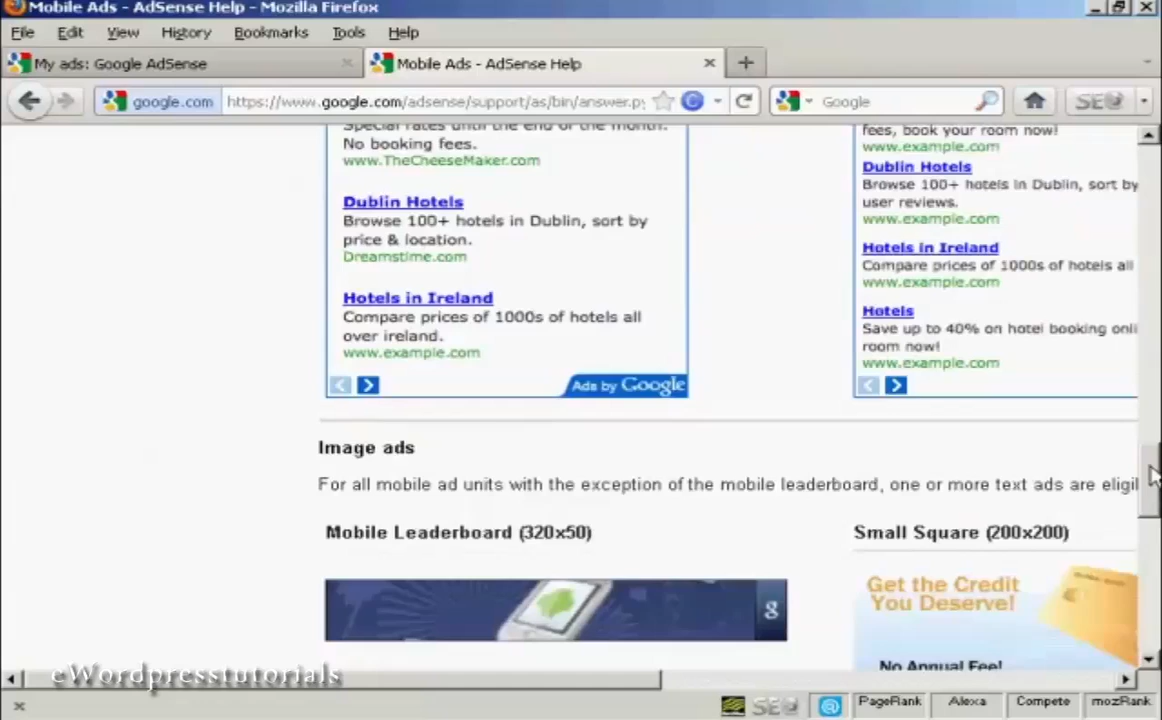 Mobile Ads - AdSense Help - Mozilla Firefox
File Edit View History Bookmarks Tools Help
My ads: Google AdSense
Mobile Ads - AdSense Help
google.com https://www.google.com/adsense/support/as/bin/answer.p
Google
SE
Special rates until the end of the month.
No booking fees.
www.TheCheeseMaker.com
Dublin Hotels
Browse 100+ hotels in Dublin, sort by
price & location.
Dreamstime.com
Hotels in Ireland
Compare prices of 1000s of hotels all
over ireland.
www.example.com
Ads by Google
fees, book your room now!
www.example.com
Dublin Hotels
Browse 100+ hotels in Dublin, sort by
user reviews.
www.example.com
Hotels in Ireland
Compare prices of 1000s of hotels all
www.example.com
Hotels
Save up to 40% on hotel booking onli
room now!
www.example.com
Image ads
For all mobile ad units with the exception of the mobile leaderboard, one or more text ads are eligil
Mobile Leaderboard (320x50)
g
Small Square (200x200)
Get the Credit
You Deserve!
No Annual Fee!
eWordpresstutorials
SE PageRank Alexa Compete mozRank